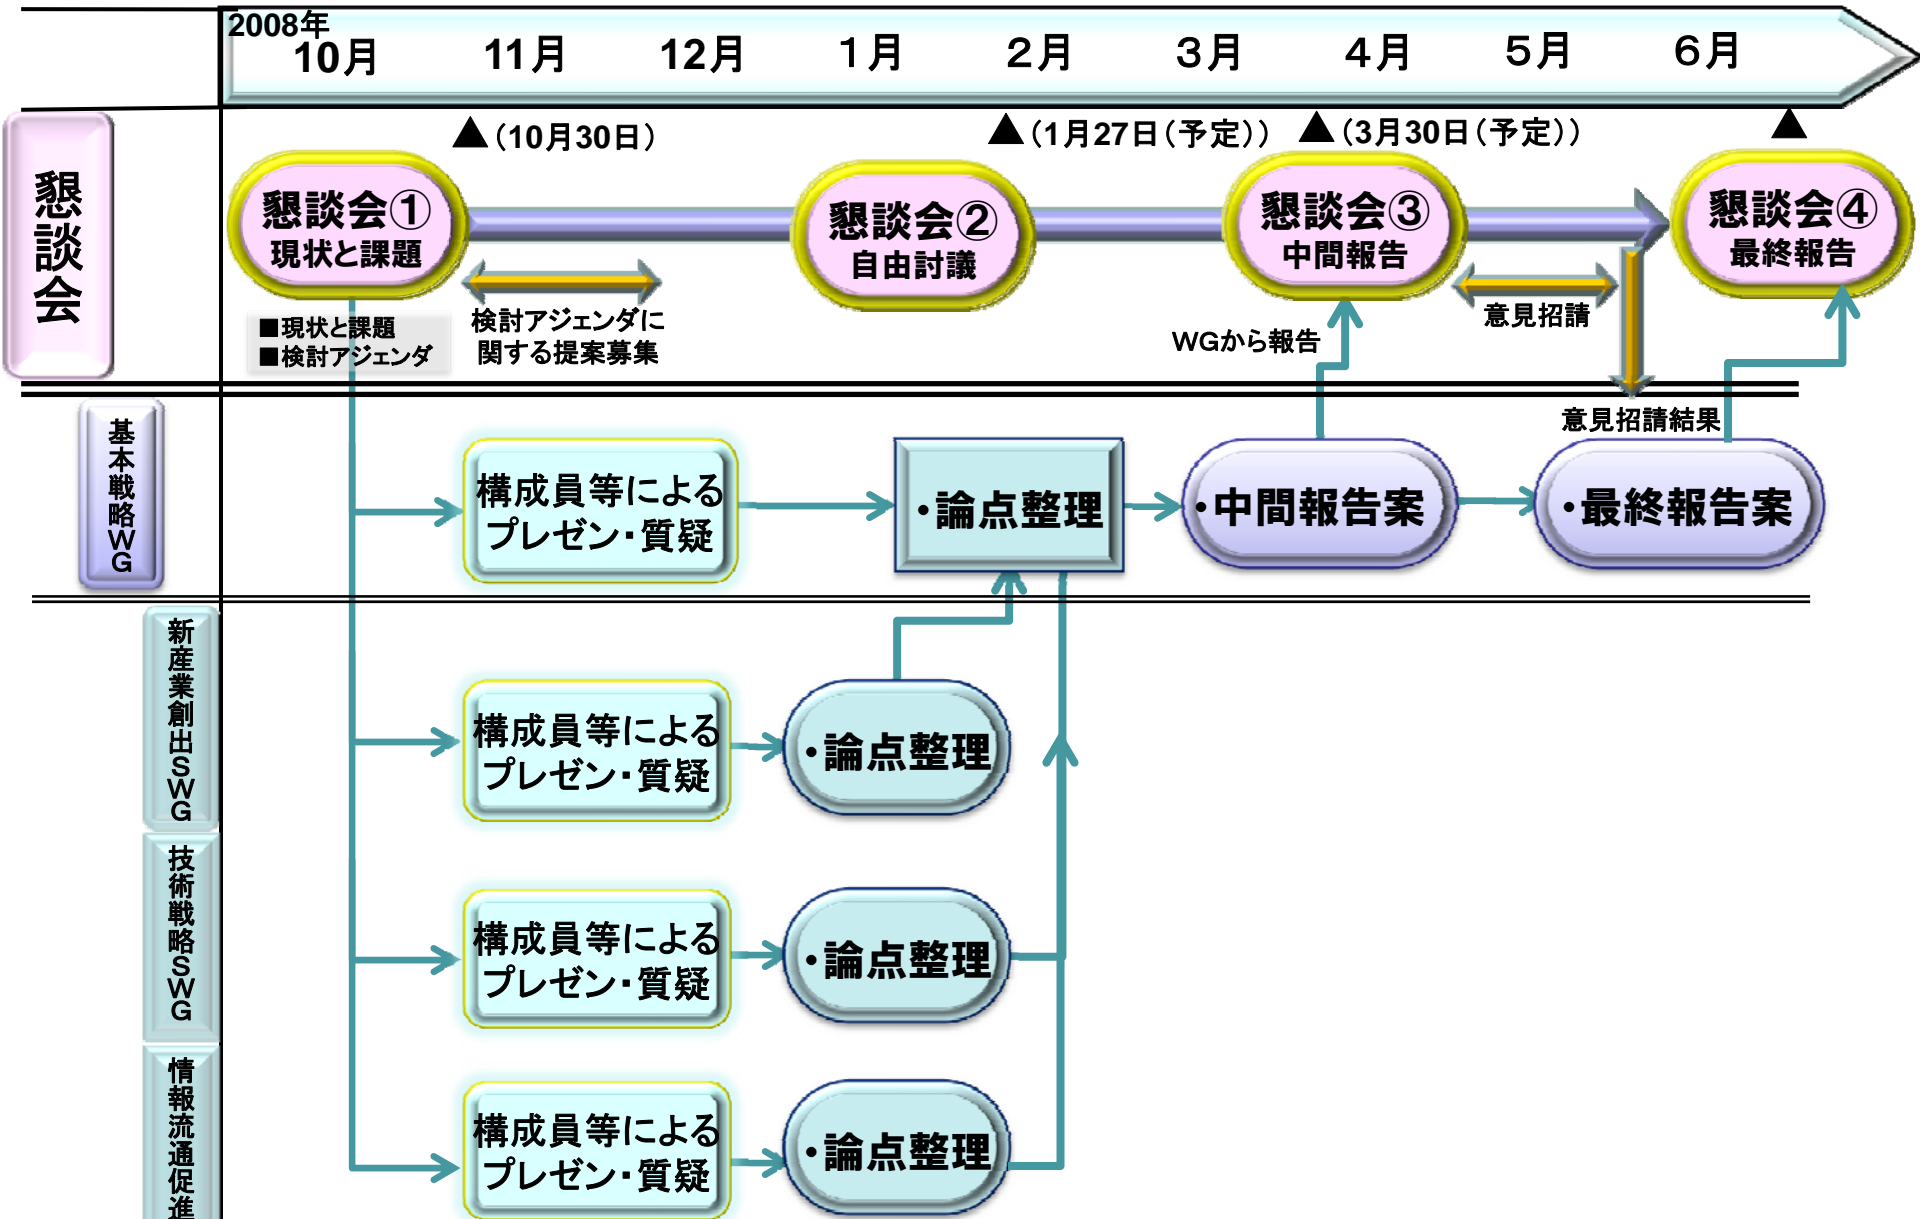 2008年
10月 11月 12月 １月 ２月 ３月 ４月 ５月 ６月
▲（10月30日）
▲（1月27日（予定））
▲（3月30日（予定））
▲
懇談会
懇談会①
現状と課題
懇談会②
自由討議
懇談会③
中間報告
懇談会④
最終報告
■現状と課題
■検討アジェンダ
検討アジェンダに
関する提案募集
WGから報告
意見招請
意見招請結果
基本戦略WG
構成員等による
プレゼン・質疑
・論点整理
・中間報告案
・最終報告案
新産業創出SWG
構成員等による
プレゼン・質疑
・論点整理
技術戦略SWG
構成員等による
プレゼン・質疑
・論点整理
情報流通促進
構成員等による
プレゼン・質疑
・論点整理